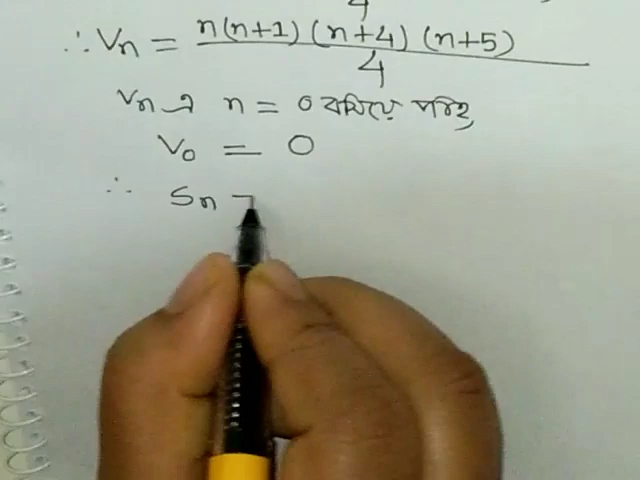 ∴ Vn = n(n+1) (n+4) (n+5) / 4
Vn এ n = 0 বসিয়ে পাই,
V0 = 0
∴ Sn